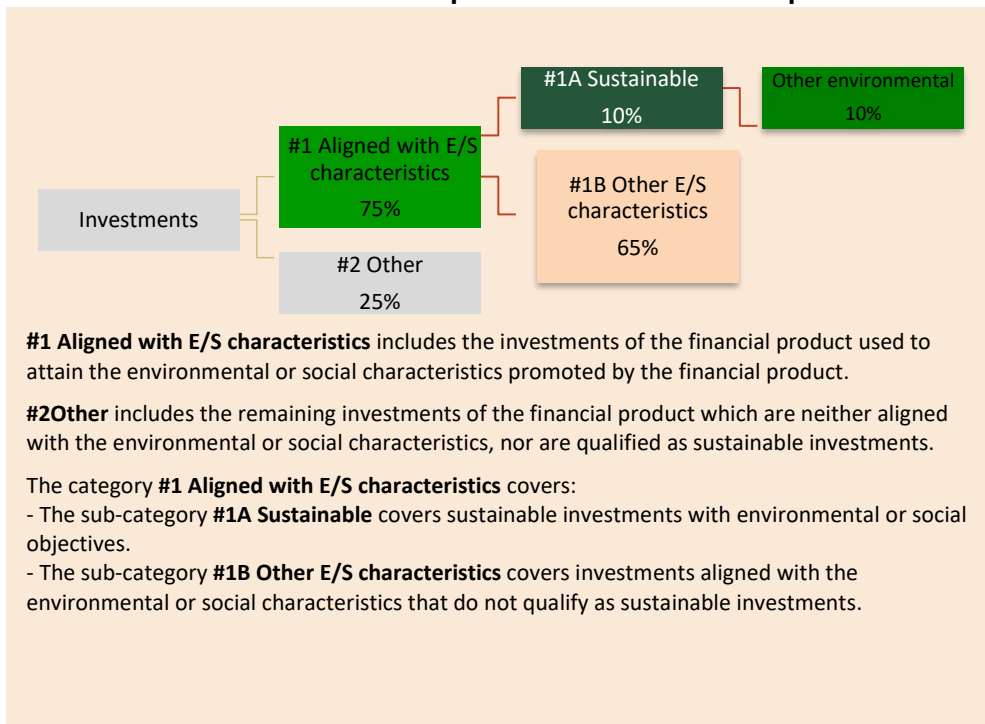 #1A Sustainable
10%
Other environmental
10%
#1 Aligned with E/S
characteristics
75%
#1B Other E/S
characteristics
65%
Investments
#2 Other
25%
#1 Aligned with E/S characteristics includes the investments of the financial product used to
attain the environmental or social characteristics promoted by the financial product.
#2Other includes the remaining investments of the financial product which are neither aligned
with the environmental or social characteristics, nor are qualified as sustainable investments.
The category #1 Aligned with E/S characteristics covers:
- The sub-category #1A Sustainable covers sustainable investments with environmental or social
objectives.
- The sub-category #1B Other E/S characteristics covers investments aligned with the
environmental or social characteristics that do not qualify as sustainable investments.